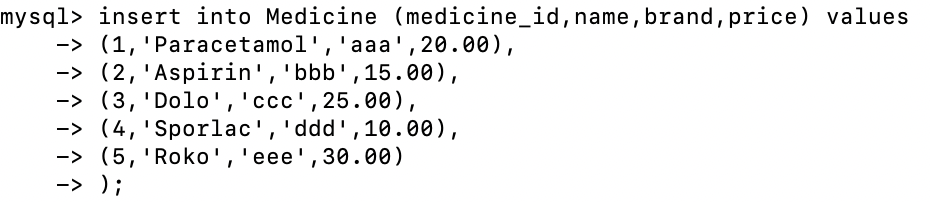 mysql> insert into Medicine (medicine_id,name,brand,price) values
    -> (1,'Paracetamol','aaa',20.00),
    -> (2,'Aspirin','bbb',15.00),
    -> (3,'Dolo','ccc',25.00),
    -> (4,'Sporlac','ddd',10.00),
    -> (5,'Roko','eee',30.00)
    -> );